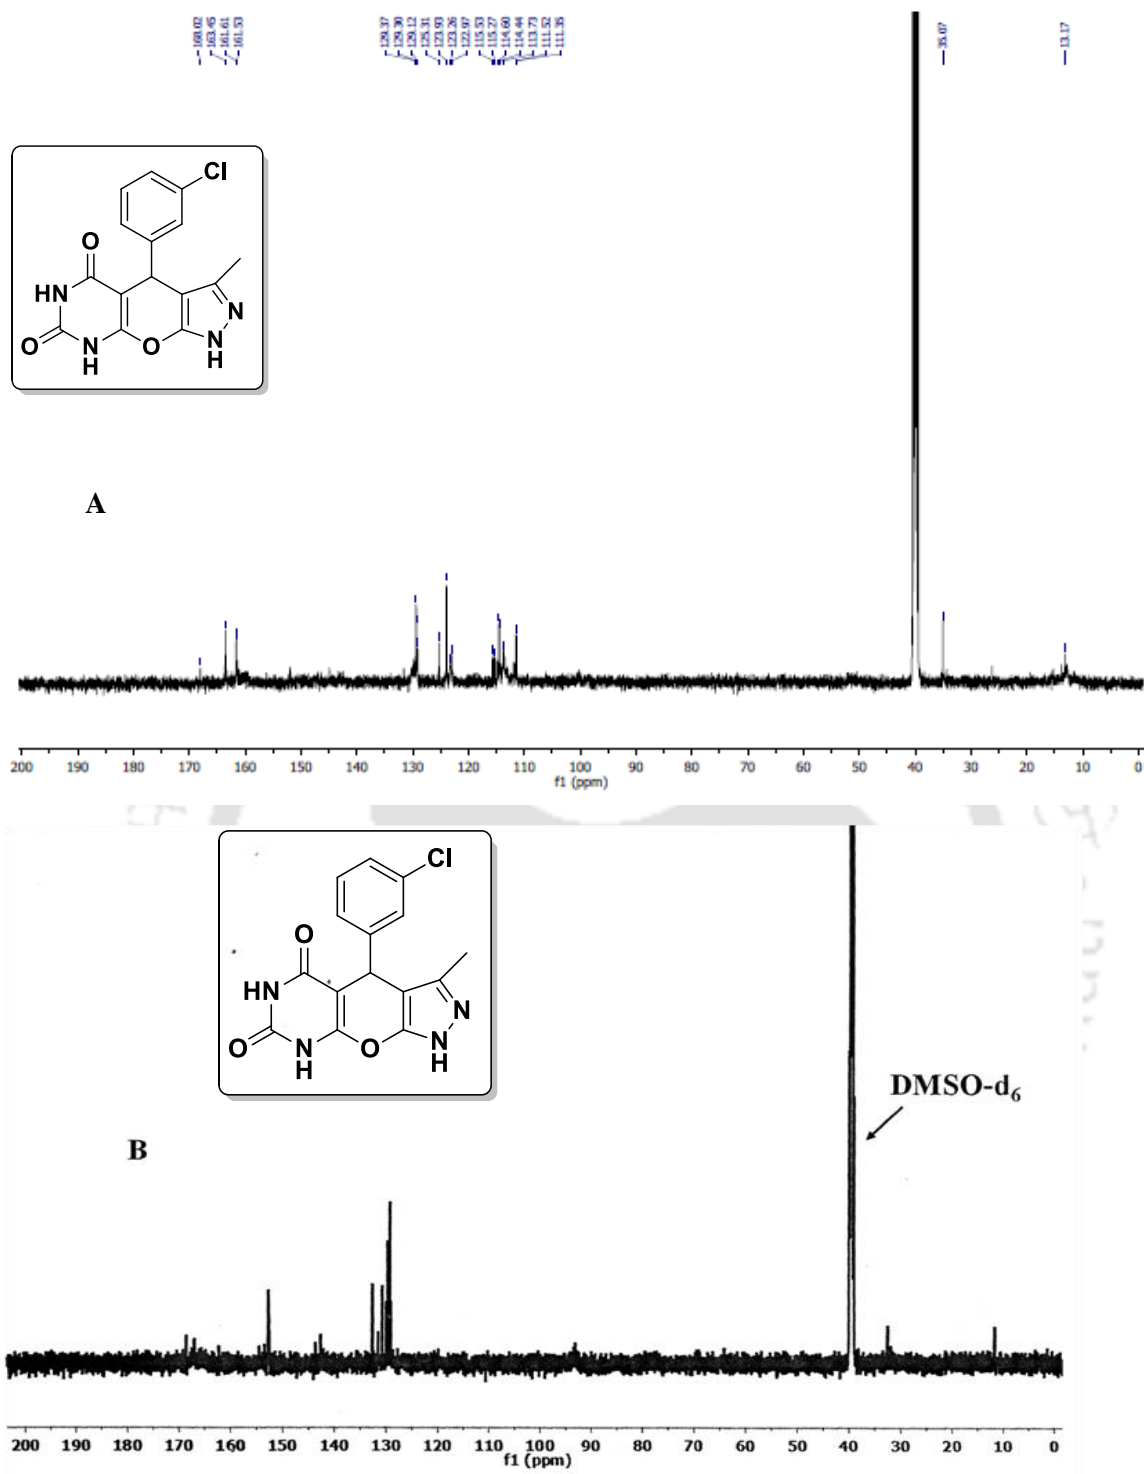 168.02
163.45
161.61
161.53
129.37
129.30
129.12
125.31
123.93
123.26
122.97
115.53
115.27
114.60
114.44
113.73
111.52
111.35
35.07
13.17
Cl
O
HN
N
O
N
H
O
N
H
A
200 190 180 170 160 150 140 130 120 110 100 90 80 70 60 50 40 30 20 10 0
f1 (ppm)
Cl
O
HN
N
O
N
H
O
N
H
DMSO-d6
B
200 190 180 170 160 150 140 130 120 110 100 90 80 70 60 50 40 30 20 10 0
f1 (ppm)